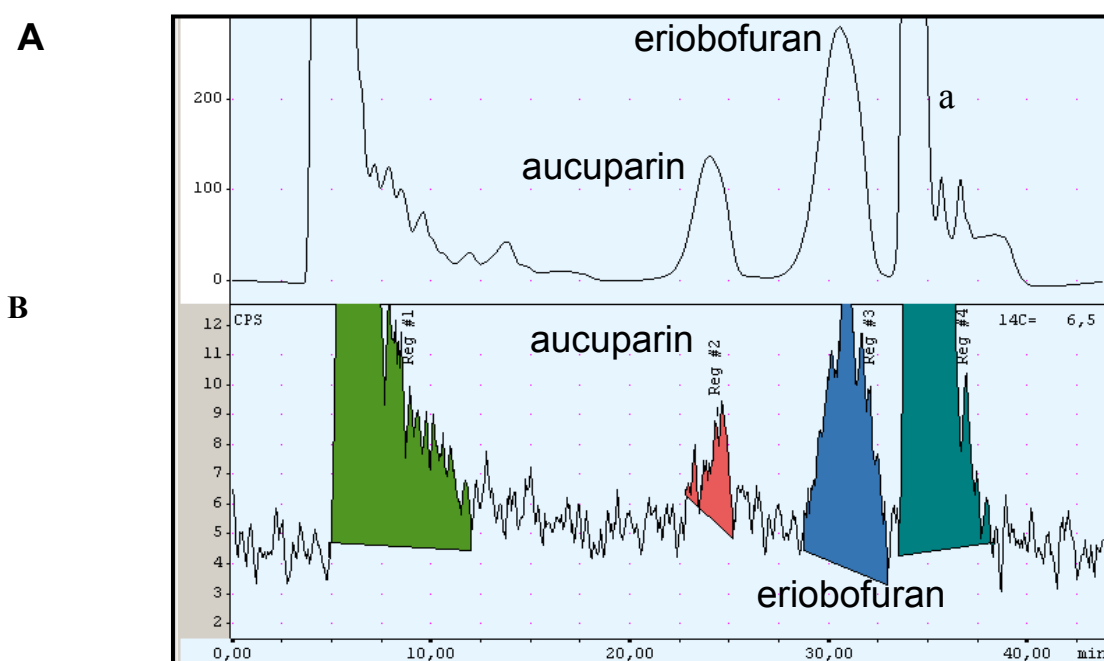 A
eriobofuran
a
200
aucuparin
100
0
B
CPS
14C= 6,5
12
aucuparin
Reg #1
Reg #2
Reg #3
Reg #4
11
10
9
8
7
6
5
4
3
2
eriobofuran
0,00 10,00 20,00 30,00 40,00 min